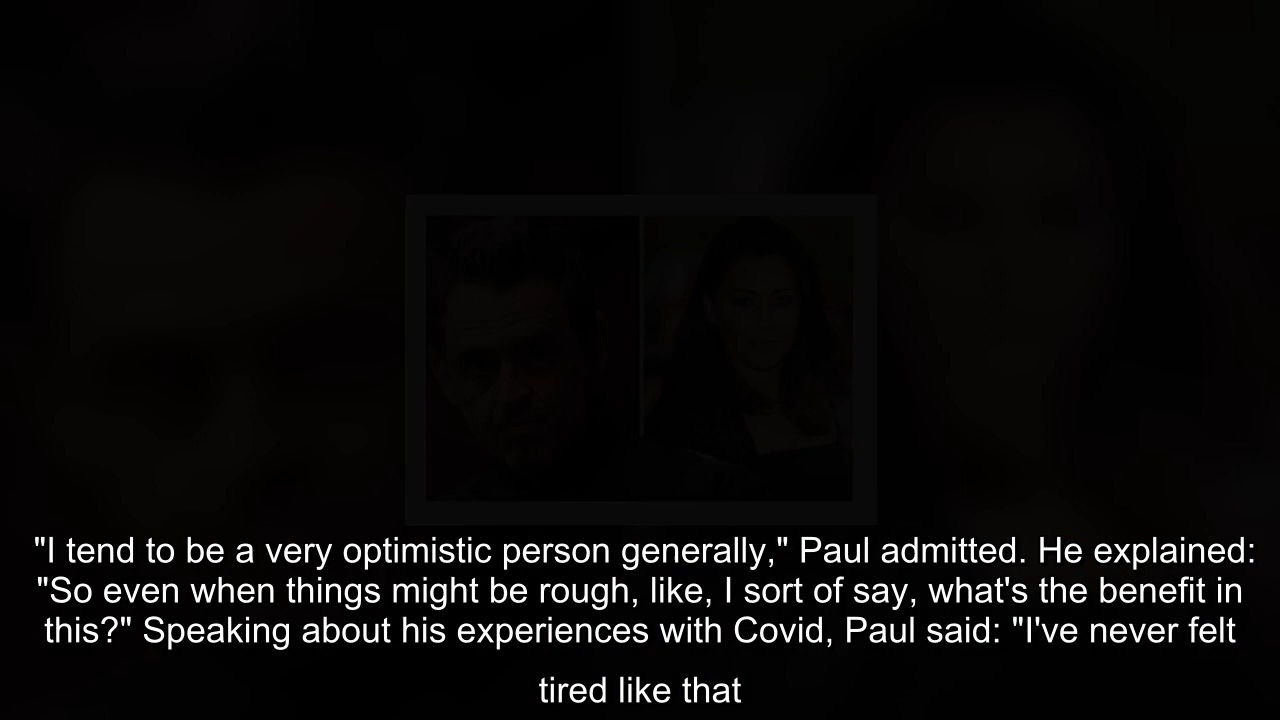 "I tend to be a very optimistic person generally," Paul admitted. He explained:
"So even when things might be rough, like, I sort of say, what's the benefit in
this?" Speaking about his experiences with Covid, Paul said: "I've never felt
tired like that